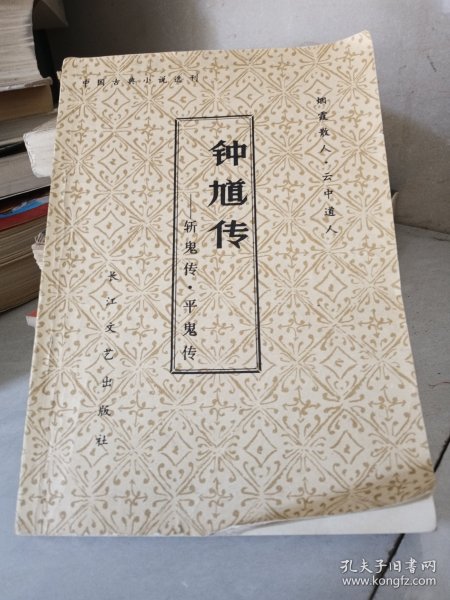 中国古典小说选刊
烟霞散人·云中道人
钟馗传
——斩鬼传·平鬼传
长江文艺出版社
孔夫子旧书网
www.kongfz.com